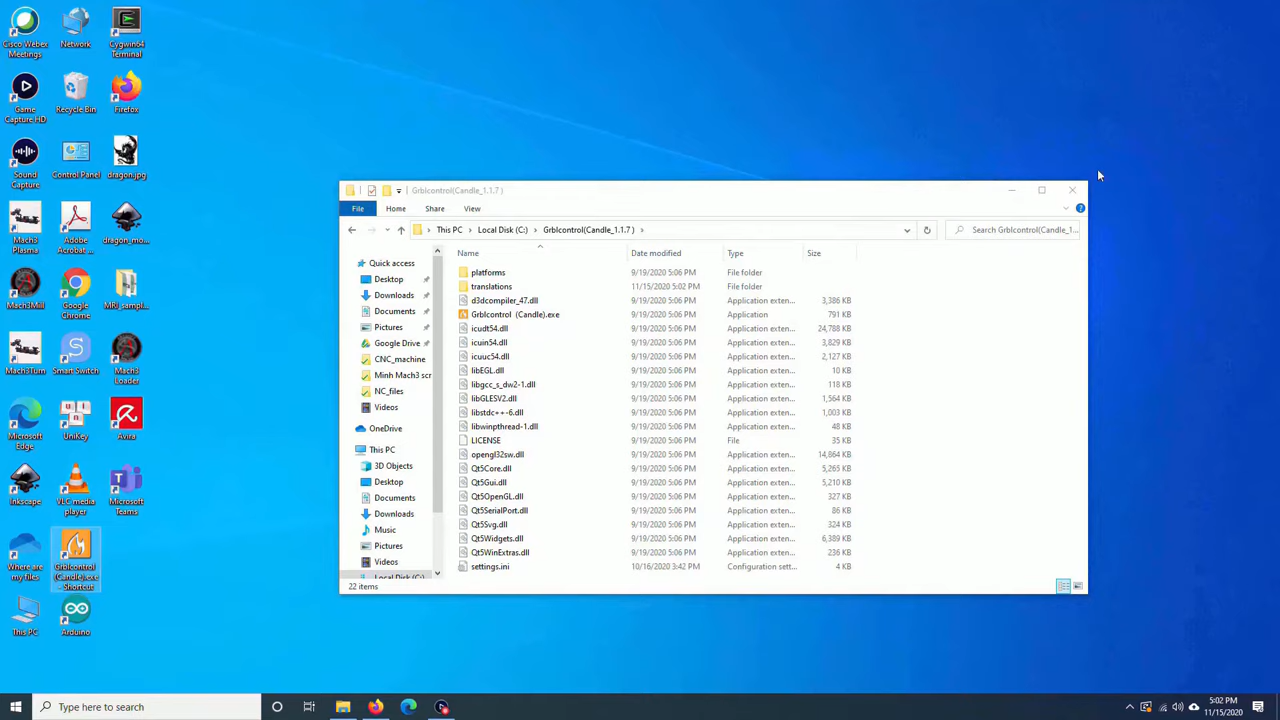 Cisco Webex
Meetings
Network
Cygwin64
Terminal
Game
Capture HD
Recycle Bin
Firefox
Sound
Capture
Control Panel
dragon.jpg
Mach3
Plasma
Adobe
Acrobat ...
dragon_mo...
Mach3Mill
Google
Chrome
MRI_sampl...
Mach3Turn
Smart Switch
Mach3
Loader
Microsoft
Edge
UniKey
Avira
Inkscape
VLC media
player
Microsoft
Teams
Where are
my files
Grblcontrol
(Candle).exe
- Shortcut
This PC
Arduino
Grblcontrol(Candle_1.1.7 )
File Home Share View
This PC Local Disk (C:) Grblcontrol(Candle_1.1.7 )
Search Grblcontrol(Candle_1....
Quick access
Desktop
Downloads
Documents
Pictures
Google Drive
CNC_machine
Minh Mach3 scr
NC_files
Videos
OneDrive
This PC
3D Objects
Desktop
Documents
Downloads
Music
Pictures
Videos
Local Disk (C:)
Name Date modified Type Size
platforms 9/19/2020 5:06 PM File folder
translations 11/15/2020 5:02 PM File folder
d3dcompiler_47.dll 9/19/2020 5:06 PM Application exten... 3,386 KB
Grblcontrol (Candle).exe 9/19/2020 5:06 PM Application 791 KB
icudt54.dll 9/19/2020 5:06 PM Application exten... 24,788 KB
icuin54.dll 9/19/2020 5:06 PM Application exten... 3,829 KB
icuuc54.dll 9/19/2020 5:06 PM Application exten... 2,127 KB
libEGL.dll 9/19/2020 5:06 PM Application exten... 10 KB
libgcc_s_dw2-1.dll 9/19/2020 5:06 PM Application exten... 118 KB
libGLESV2.dll 9/19/2020 5:06 PM Application exten... 1,564 KB
libstdc++-6.dll 9/19/2020 5:06 PM Application exten... 1,003 KB
libwinpthread-1.dll 9/19/2020 5:06 PM Application exten... 48 KB
LICENSE 9/19/2020 5:06 PM File 35 KB
opengl32sw.dll 9/19/2020 5:06 PM Application exten... 14,864 KB
Qt5Core.dll 9/19/2020 5:06 PM Application exten... 5,265 KB
Qt5Gui.dll 9/19/2020 5:06 PM Application exten... 5,210 KB
Qt5OpenGL.dll 9/19/2020 5:06 PM Application exten... 327 KB
Qt5SerialPort.dll 9/19/2020 5:06 PM Application exten... 86 KB
Qt5Svg.dll 9/19/2020 5:06 PM Application exten... 327 KB
Qt5Widgets.dll 9/19/2020 5:06 PM Application exten... 6,389 KB
Qt5WinExtras.dll 9/19/2020 5:06 PM Application exten... 236 KB
settings.ini 10/16/2020 3:42 PM Configuration sett... 4 KB
22 items
Type here to search
5:02 PM
11/15/2020